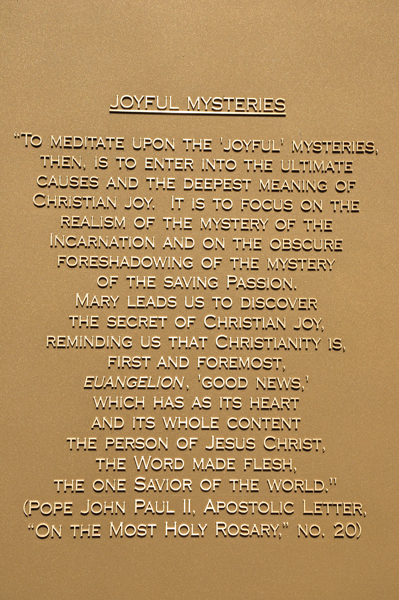 JOYFUL MYSTERIES
"TO MEDITATE UPON THE 'JOYFUL' MYSTERIES,
THEN, IS TO ENTER INTO THE ULTIMATE
CAUSES AND THE DEEPEST MEANING OF
CHRISTIAN JOY. IT IS TO FOCUS ON THE
REALISM OF THE MYSTERY OF THE
INCARNATION AND ON THE OBSCURE
FORESHADOWING OF THE MYSTERY
OF THE SAVING PASSION.
MARY LEADS US TO DISCOVER
THE SECRET OF CHRISTIAN JOY,
REMINDING US THAT CHRISTIANITY IS,
FIRST AND FOREMOST,
EUANGELION, 'GOOD NEWS,'
WHICH HAS AS ITS HEART
AND ITS WHOLE CONTENT
THE PERSON OF JESUS CHRIST,
THE WORD MADE FLESH,
THE ONE SAVIOR OF THE WORLD."
(POPE JOHN PAUL II, APOSTOLIC LETTER,
"ON THE MOST HOLY ROSARY," NO. 20)